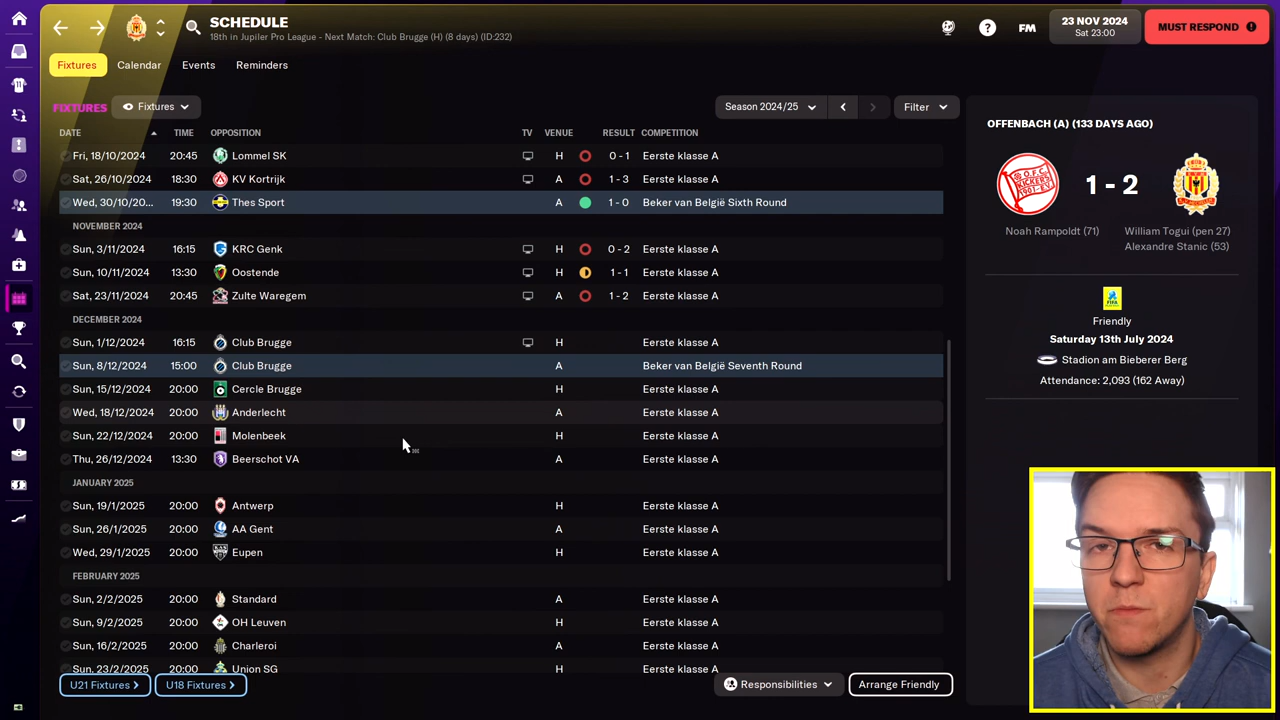 SCHEDULE
18th in Jupiler Pro League - Next Match: Club Brugge (H) (8 days) (ID:232)
FM
23 NOV 2024
Sat 23:00
MUST RESPOND
Fixtures Calendar Events Reminders
FIXTURES Fixtures Season 2024/25 Filter
DATE TIME OPPOSITION TV VENUE RESULT COMPETITION
Fri, 18/10/2024 20:45 Lommel SK H 0 - 1 Eerste klasse A
Sat, 26/10/2024 18:30 KV Kortrijk A 1 - 3 Eerste klasse A
Wed, 30/10/20... 19:30 Thes Sport A 1 - 0 Beker van België Sixth Round
NOVEMBER 2024
Sun, 3/11/2024 16:15 KRC Genk H 0 - 2 Eerste klasse A
Sun, 10/11/2024 13:30 Oostende H 1 - 1 Eerste klasse A
Sat, 23/11/2024 20:45 Zulte Waregem A 1 - 2 Eerste klasse A
DECEMBER 2024
Sun, 1/12/2024 16:15 Club Brugge H Eerste klasse A
Sun, 8/12/2024 15:00 Club Brugge A Beker van België Seventh Round
Sun, 15/12/2024 20:00 Cercle Brugge H Eerste klasse A
Wed, 18/12/2024 20:00 Anderlecht A Eerste klasse A
Sun, 22/12/2024 20:00 Molenbeek H Eerste klasse A
Thu, 26/12/2024 13:30 Beerschot VA A Eerste klasse A
JANUARY 2025
Sun, 19/1/2025 20:00 Antwerp H Eerste klasse A
Sun, 26/1/2025 20:00 AA Gent A Eerste klasse A
Wed, 29/1/2025 20:00 Eupen H Eerste klasse A
FEBRUARY 2025
Sun, 2/2/2025 20:00 Standard A Eerste klasse A
Sun, 9/2/2025 20:00 OH Leuven H Eerste klasse A
Sun, 16/2/2025 20:00 Charleroi A Eerste klasse A
Sun, 23/2/2025 20:00 Union SG H Eerste klasse A
U21 Fixtures U18 Fixtures Responsibilities Arrange Friendly
OFFENBACH (A) (133 DAYS AGO)
1 - 2
Noah Rampoldt (71) William Togui (pen 27)
Alexandre Stanic (53)
Friendly
Saturday 13th July 2024
Stadion am Bieberer Berg
Attendance: 2,093 (162 Away)